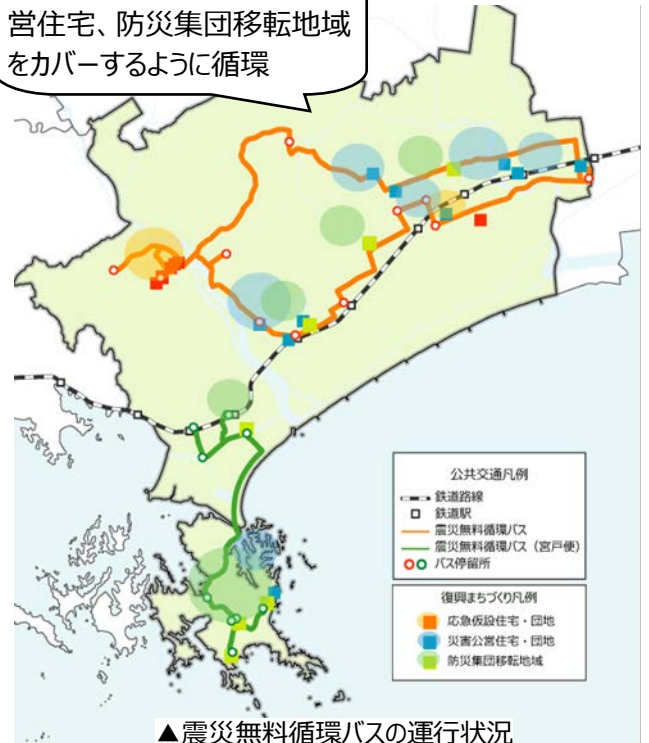 営住宅、防災集団移転地域
をカバーするように循環
公共交通凡例
鉄道路線
鉄道駅
震災無料循環バス
震災無料循環バス（宮戸便）
バス停留所
復興まちづくり凡例
応急仮設住宅・団地
災害公営住宅・団地
防災集団移転地域
▲震災無料循環バスの運行状況